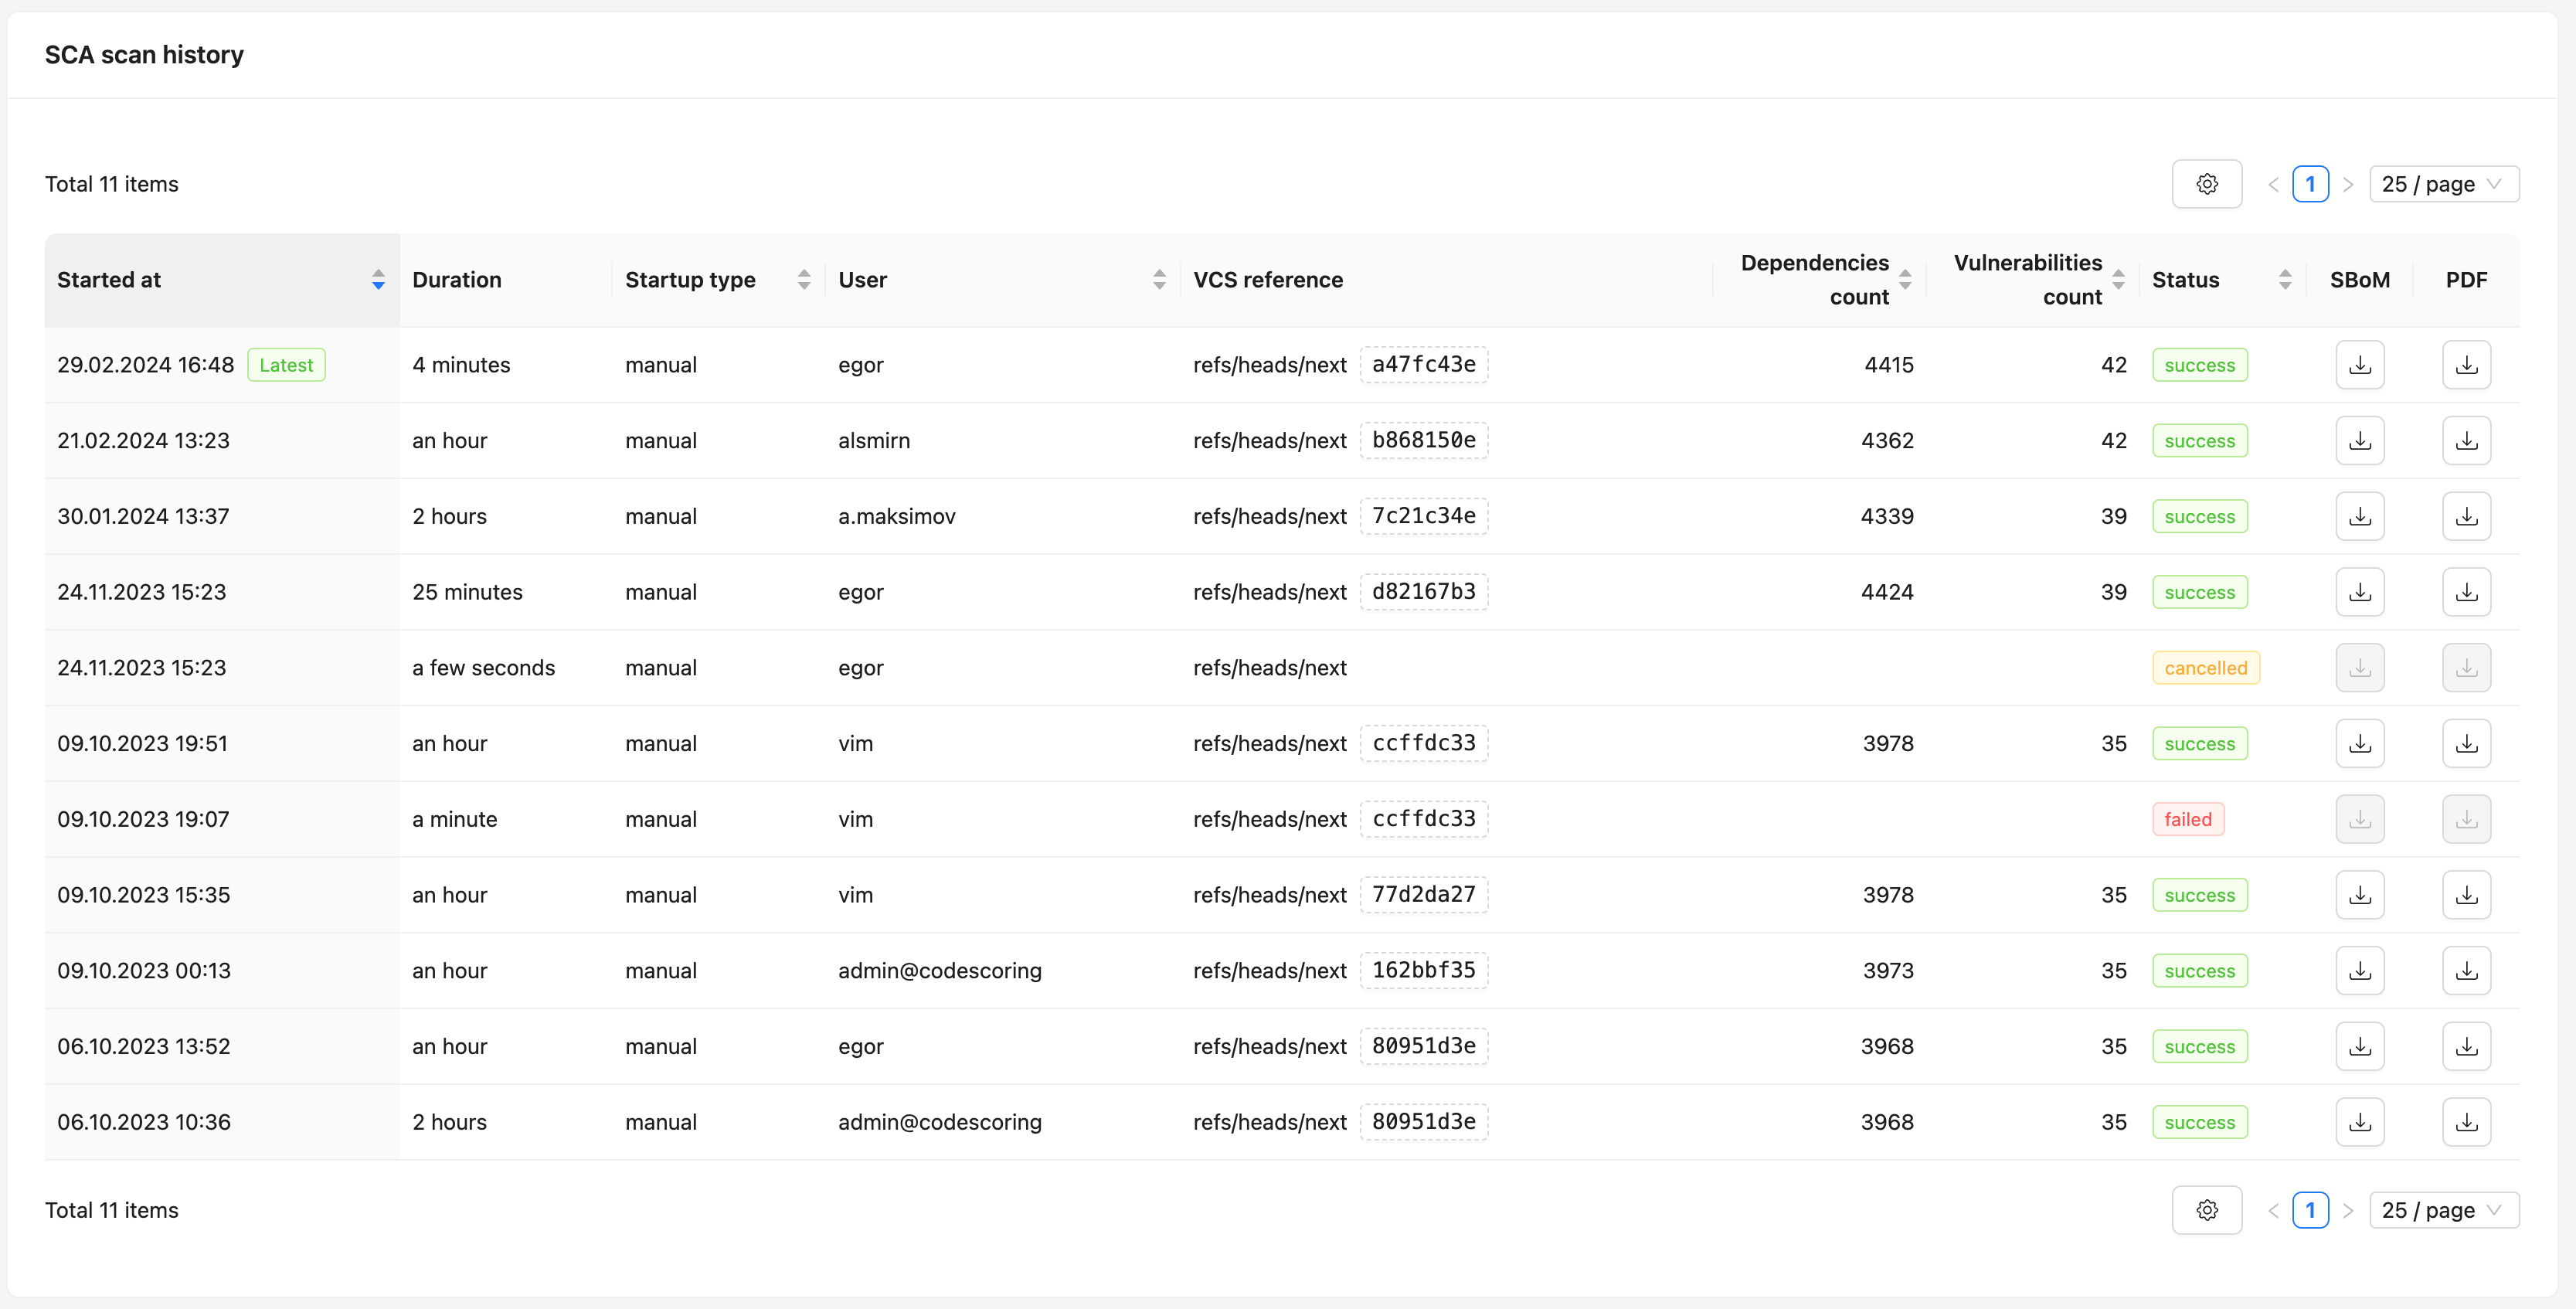 SCA scan history
Total 11 items
1
25 / page
Started at Duration Startup type User VCS reference Dependencies count Vulnerabilities count Status SBoM PDF
29.02.2024 16:48 Latest 4 minutes manual egor refs/heads/next a47fc43e 4415 42 success
21.02.2024 13:23 an hour manual alsmirn refs/heads/next b868150e 4362 42 success
30.01.2024 13:37 2 hours manual a.maksimov refs/heads/next 7c21c34e 4339 39 success
24.11.2023 15:23 25 minutes manual egor refs/heads/next d82167b3 4424 39 success
24.11.2023 15:23 a few seconds manual egor refs/heads/next cancelled
09.10.2023 19:51 an hour manual vim refs/heads/next ccffdc33 3978 35 success
09.10.2023 19:07 a minute manual vim refs/heads/next ccffdc33 failed
09.10.2023 15:35 an hour manual vim refs/heads/next 77d2da27 3978 35 success
09.10.2023 00:13 an hour manual admin@codescoring refs/heads/next 162bbf35 3973 35 success
06.10.2023 13:52 an hour manual egor refs/heads/next 80951d3e 3968 35 success
06.10.2023 10:36 2 hours manual admin@codescoring refs/heads/next 80951d3e 3968 35 success
Total 11 items
1
25 / page